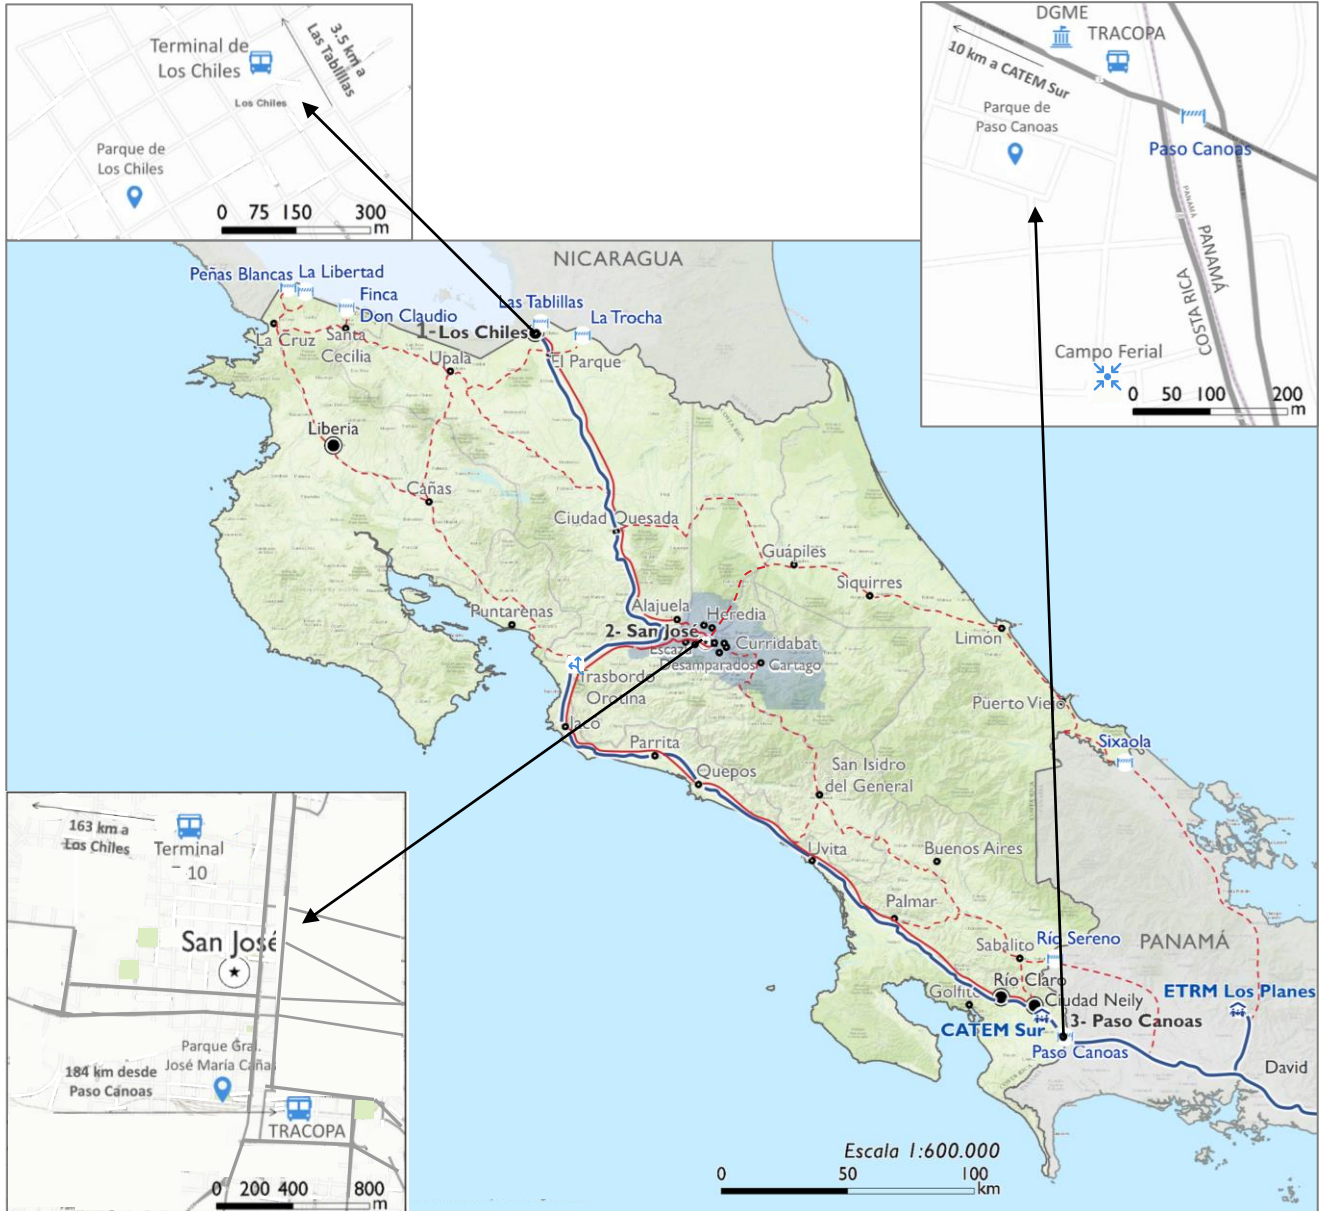 Terminal de
Los Chiles
3.5 km a
Las Tablillas
Los Chiles
Parque de
Los Chiles
0 75 150 300
m
DGME
TRACOPA
10 km a CATEM Sur
Parque de
Paso Canoas
Paso Canoas
PANAMÁ
COSTA RICA
PANAMÁ
Campo Ferial
0 50 100 200
m
NICARAGUA
Peñas Blancas
La Libertad
Finca
Don Claudio
Las Tablillas
La Trocha
1-Los Chiles
La Cruz
Santa
Cecilia
Upala
El Parque
COSTA RICA
Liberia
Cañas
Ciudad Quesada
Guápiles
Siquirres
Puntarenas
Alajuela
Heredia
Limón
2- San José
Escazú
Curridabat
Desamparados
Cartago
Trasbordo
Orotina
Puerto Viejo
Jacó
Parrita
Sixaola
Quepos
San Isidro
del General
Uvita
Buenos Aires
Palmar
Sabalito
Río Sereno
PANAMÁ
Río Claro
Golfito
Ciudad Neily
ETRM Los Planes
CATEM Sur
3- Paso Canoas
Paso Canoas
David
COSTA RICA
163 km a
Los Chiles
Terminal
10
San José
Parque Gral.
José María Cañas
184 km desde
Paso Canoas
TRACOPA
0 200 400 800
m
Escala 1:600.000
0 50 100
km